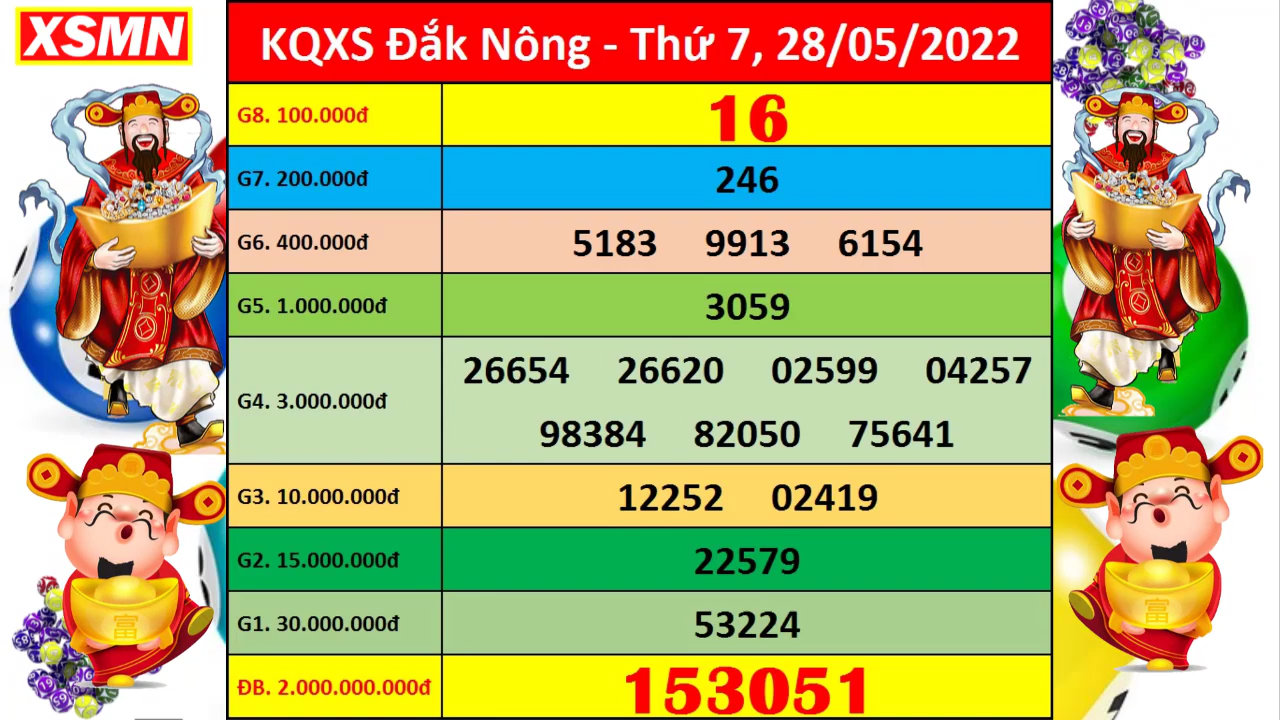 XSMN
KQXS Đắk Nông - Thứ 7, 28/05/2022
G8. 100.000đ 16
G7. 200.000đ 246
G6. 400.000đ 5183 9913 6154
G5. 1.000.000đ 3059
G4. 3.000.000đ
26654 26620 02599 04257
98384 82050 75641
G3. 10.000.000đ 12252 02419
G2. 15.000.000đ 22579
G1. 30.000.000đ 53224
ĐB. 2.000.000.000đ 153051
富
富